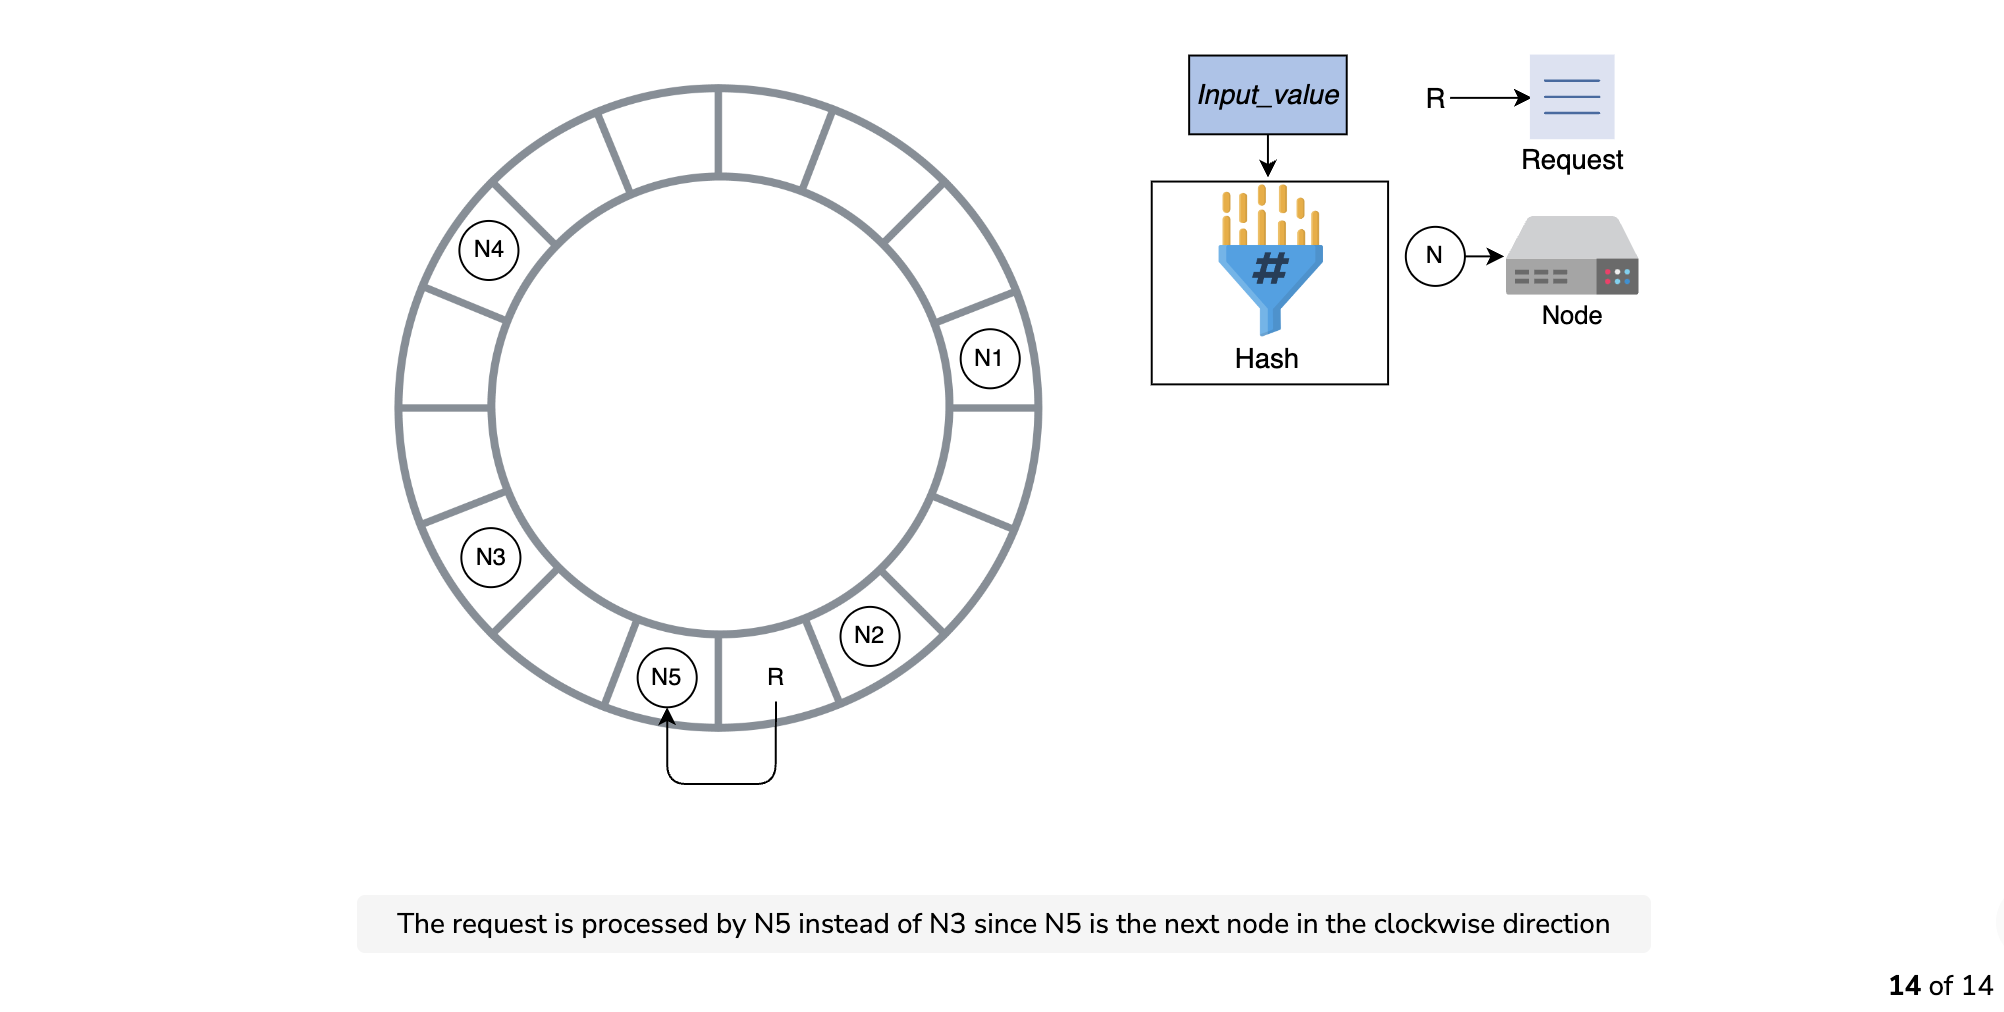 Input_value
R
Request
N4
N
Hash
Node
N1
N3
N2
N5
R
The request is processed by N5 instead of N3 since N5 is the next node in the clockwise direction
14 of 14
#